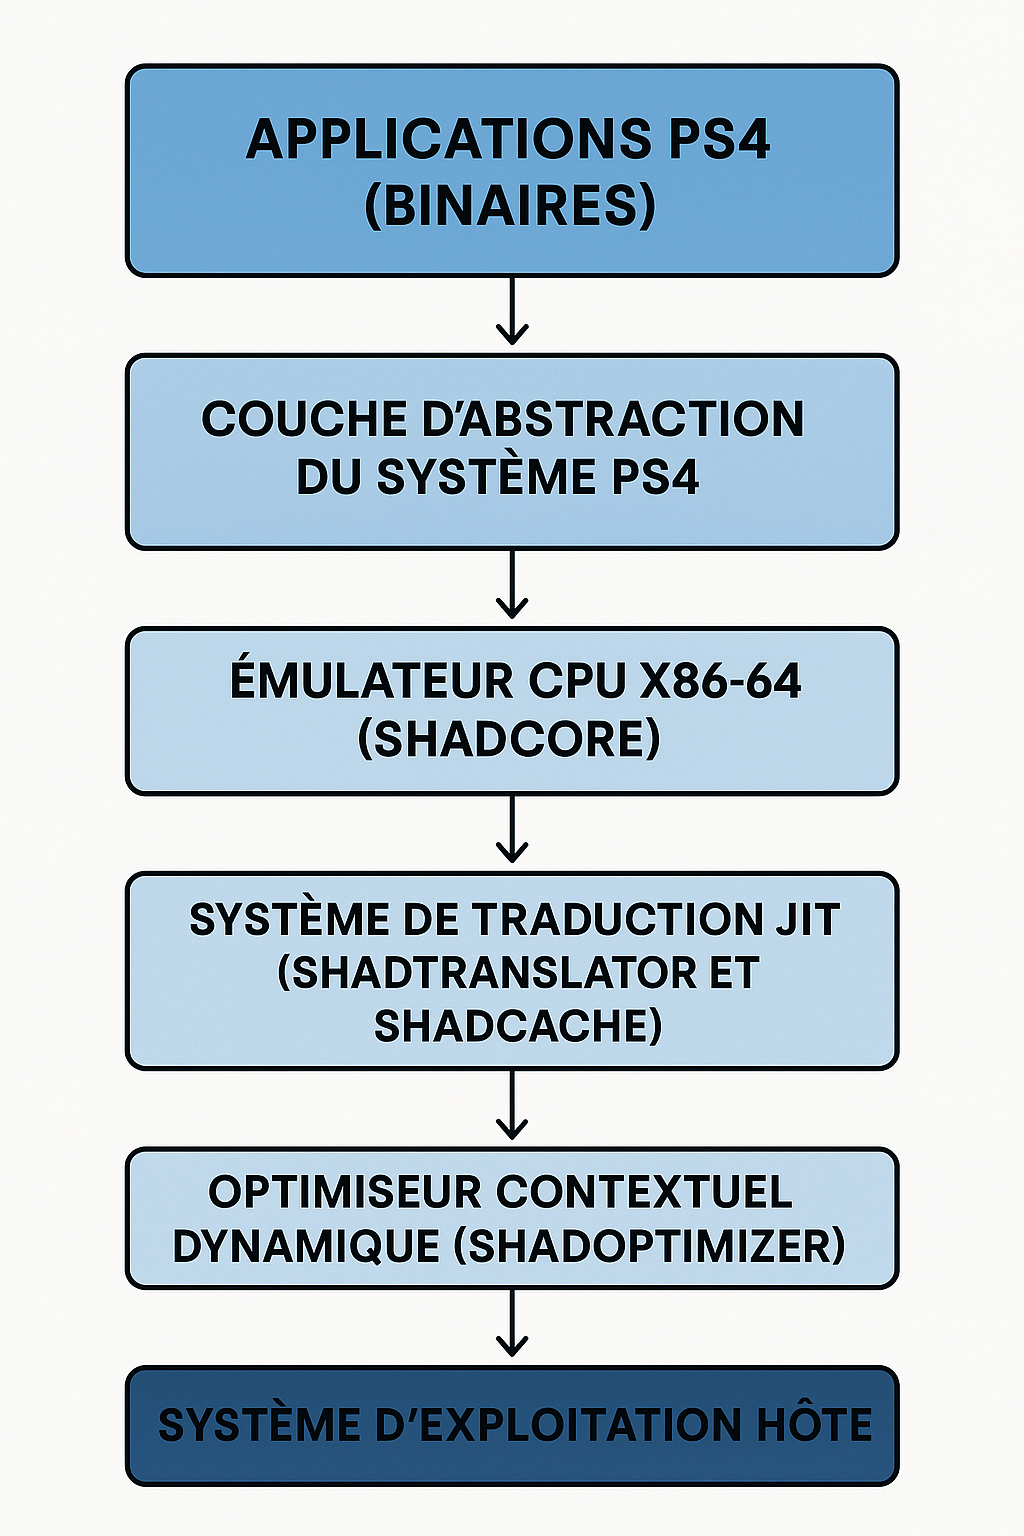 APPLICATIONS PS4
(BINAIRES)
COUCHE D'ABSTRACTION
DU SYSTÈME PS4
ÉMULATEUR CPU X86-64
(SHADCORE)
SYSTÈME DE TRADUCTION JIT
(SHADTRANSLATOR ET
SHADCACHE)
OPTIMISEUR CONTEXTUEL
DYNAMIQUE (SHADOPTIMIZER)
SYSTÈME D'EXPLOITATION HÔTE